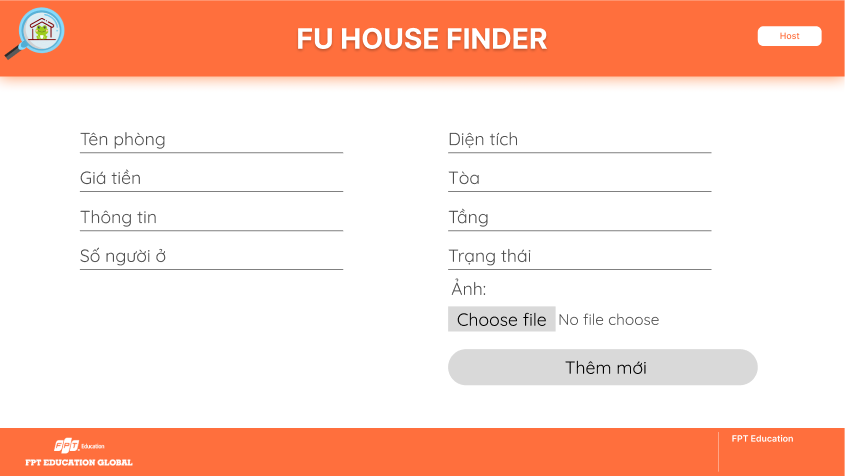 FU HOUSE FINDER
Host
Tên phòng
Giá tiền
Thông tin
Số người ở
Diện tích
Tòa
Tầng
Trạng thái
Ảnh:
Choose file No file choose
Thêm mới
FPT Education
FPT EDUCATION GLOBAL
FPT Education